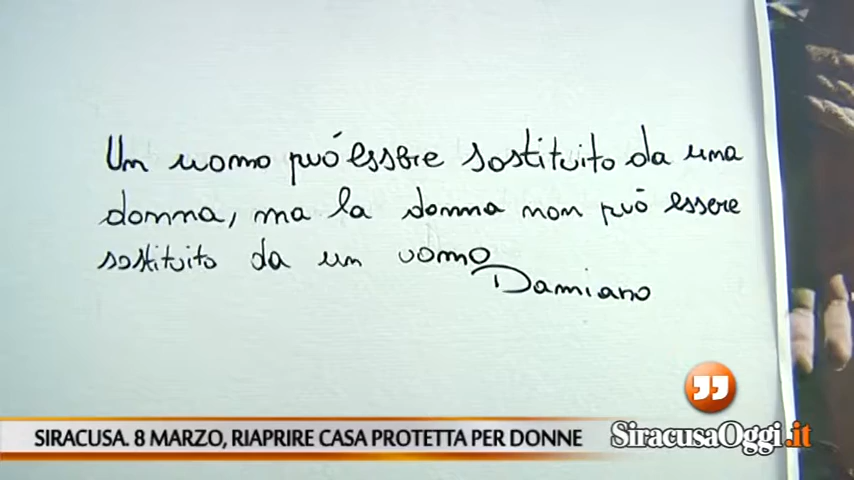 Un uomo può essere sostituito da una
donna, ma la donna non può essere
sostituito da un uomo
Damiano
SIRACUSA. 8 MARZO, RIAPRIRE CASA PROTETTA PER DONNE
SiracusaOggi.it